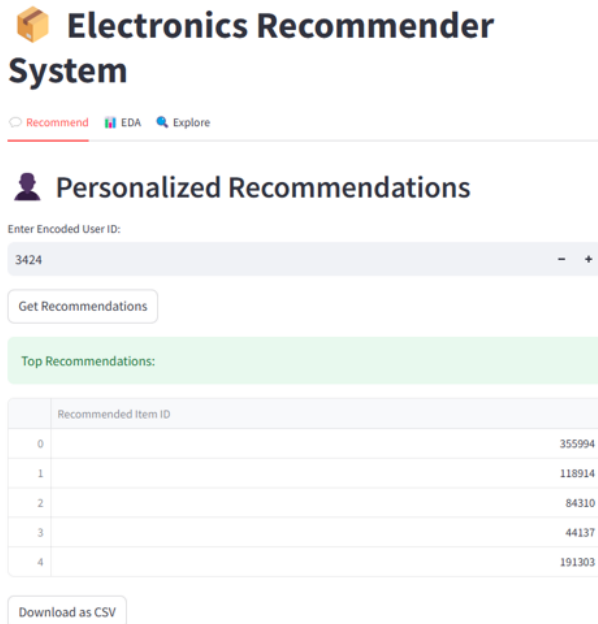 Electronics Recommender
System
Recommend EDA Explore
Personalized Recommendations
Enter Encoded User ID:
3424 − +
Get Recommendations
Top Recommendations:
Recommended Item ID
0 355994
1 118914
2 84310
3 44137
4 191303
Download as CSV